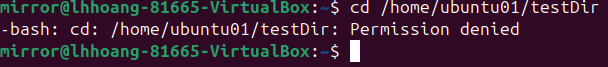 mirror@lhhoang-81665-VirtualBox:~$ cd /home/ubuntu01/testDir
-bash: cd: /home/ubuntu01/testDir: Permission denied
mirror@lhhoang-81665-VirtualBox:~$